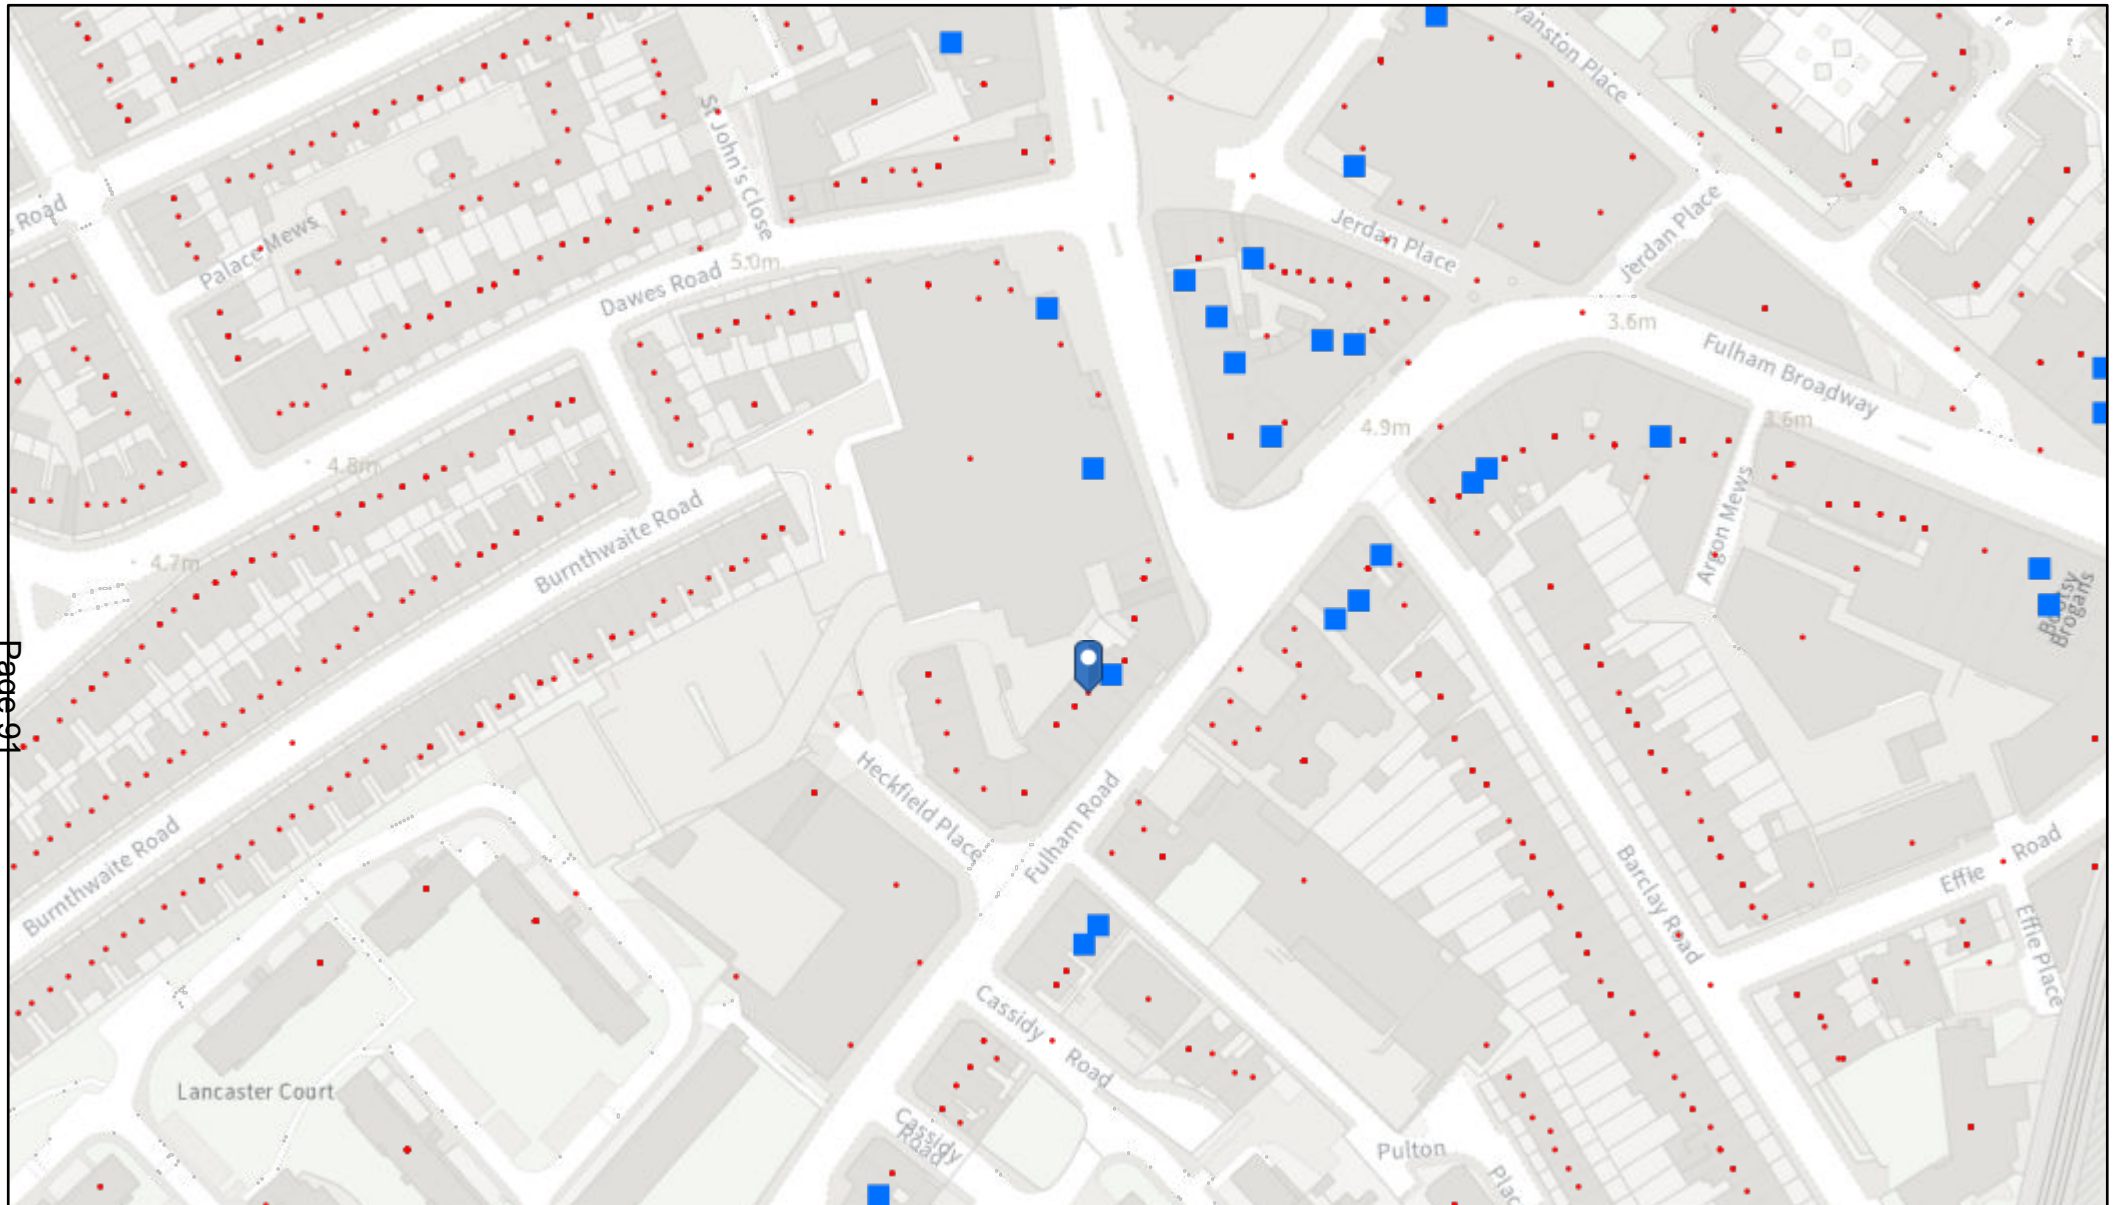 vanston Place
St John's Close
Road
Palace Mews
Jerdan Place
Jerdan Place
5.0m
Dawes Road
3.6m
Fulham Broadway
4.9m
3.6m
4.8m
Argon Mews
Burnthwaite Road
4.7m
Brogans
Page 91
Heckfield Place
Fulham Road
Burnthwaite Road
Barclay Road
Effie Road
Effie Place
Cassidy Road
Lancaster Court
Cassidy
Road
Pulton
Plac